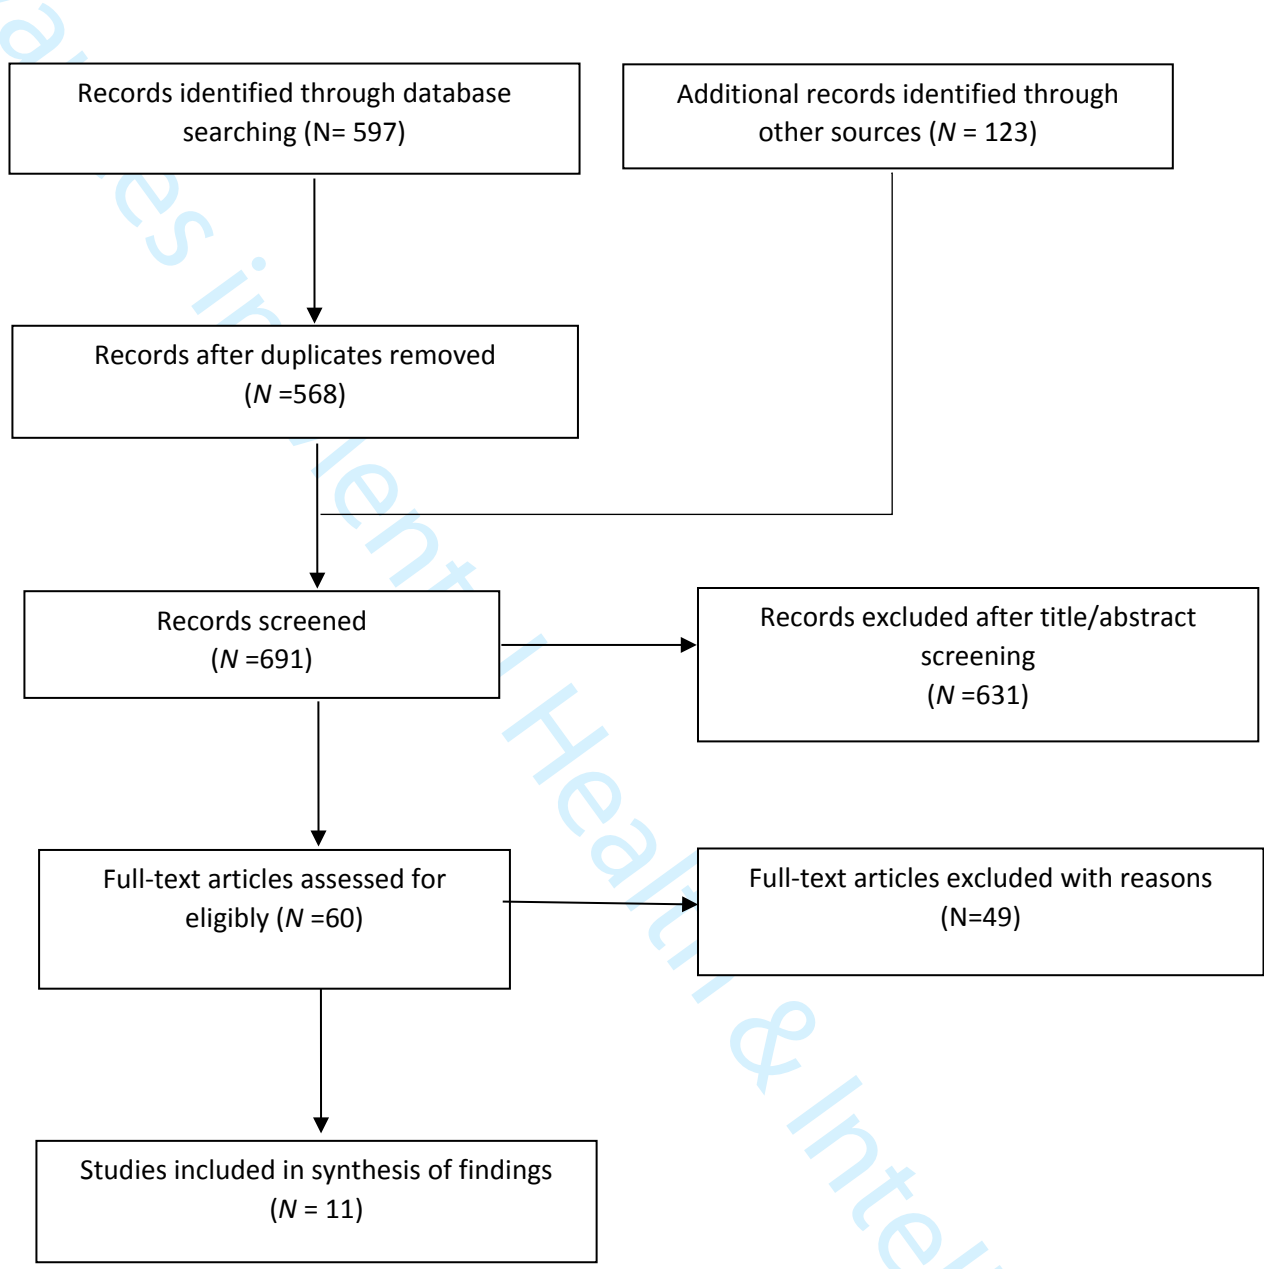 Records identified through database
searching (N= 597)
Additional records identified through
other sources (N = 123)
Records after duplicates removed
(N =568)
Records screened
(N =691)
Records excluded after title/abstract
screening
(N =631)
Full-text articles assessed for
eligibly (N =60)
Full-text articles excluded with reasons
(N=49)
Studies included in synthesis of findings
(N = 11)
Health &